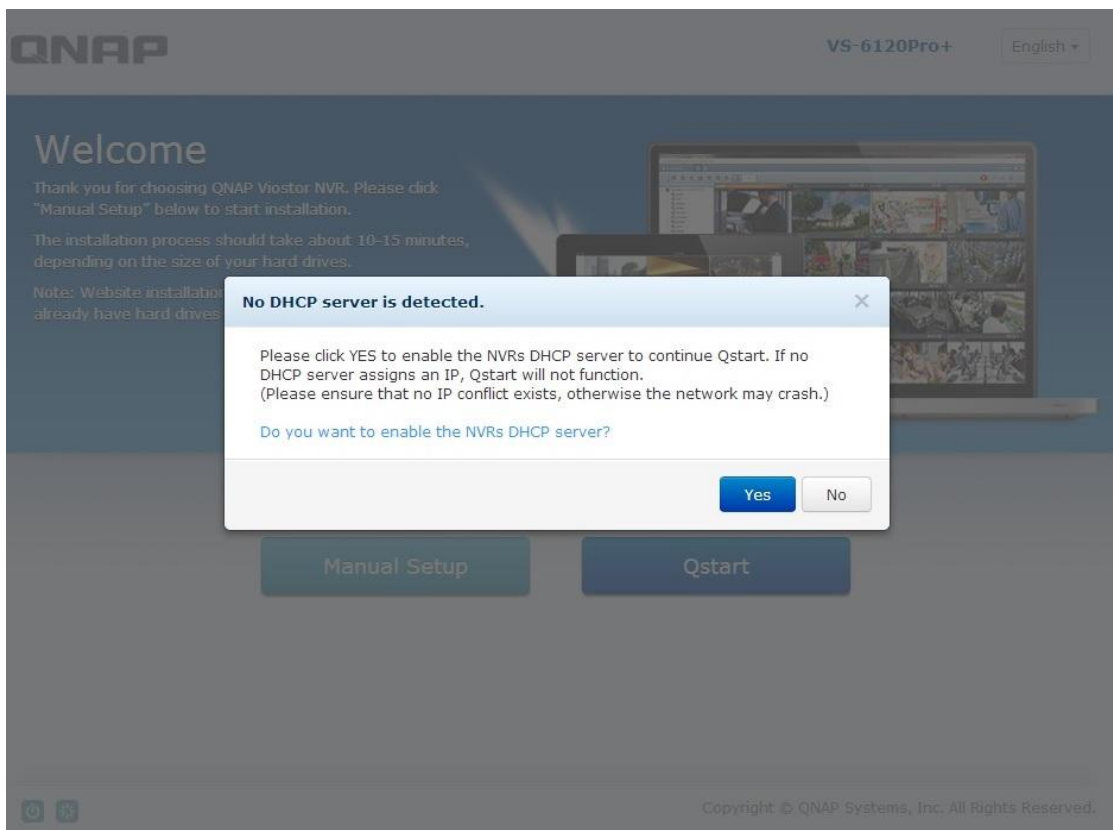 QNAP
VS-6120Pro+
English
Welcome
Thank you for choosing QNAP Viostor NVR. Please click
"Manual Setup" below to start installation.
The installation process should take about 10-15 minutes,
depending on the size of your hard drives.
Note: Website installation
already have hard drives
No DHCP server is detected.
Please click YES to enable the NVRs DHCP server to continue Qstart. If no
DHCP server assigns an IP, Qstart will not function.
(Please ensure that no IP conflict exists, otherwise the network may crash.)
Do you want to enable the NVRs DHCP server?
Yes
No
Manual Setup
Qstart
Copyright © QNAP Systems, Inc. All Rights Reserved.